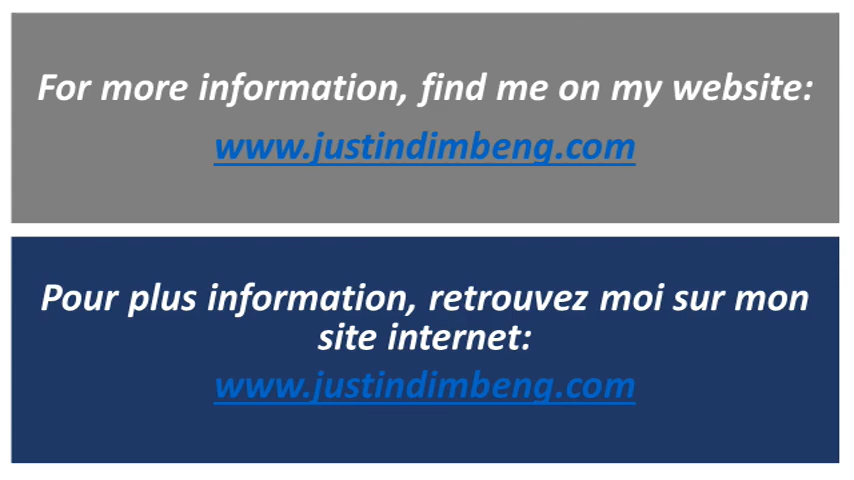 For more information, find me on my website:
www.justindimbeng.com
Pour plus information, retrouvez moi sur mon
site internet:
www.justindimbeng.com